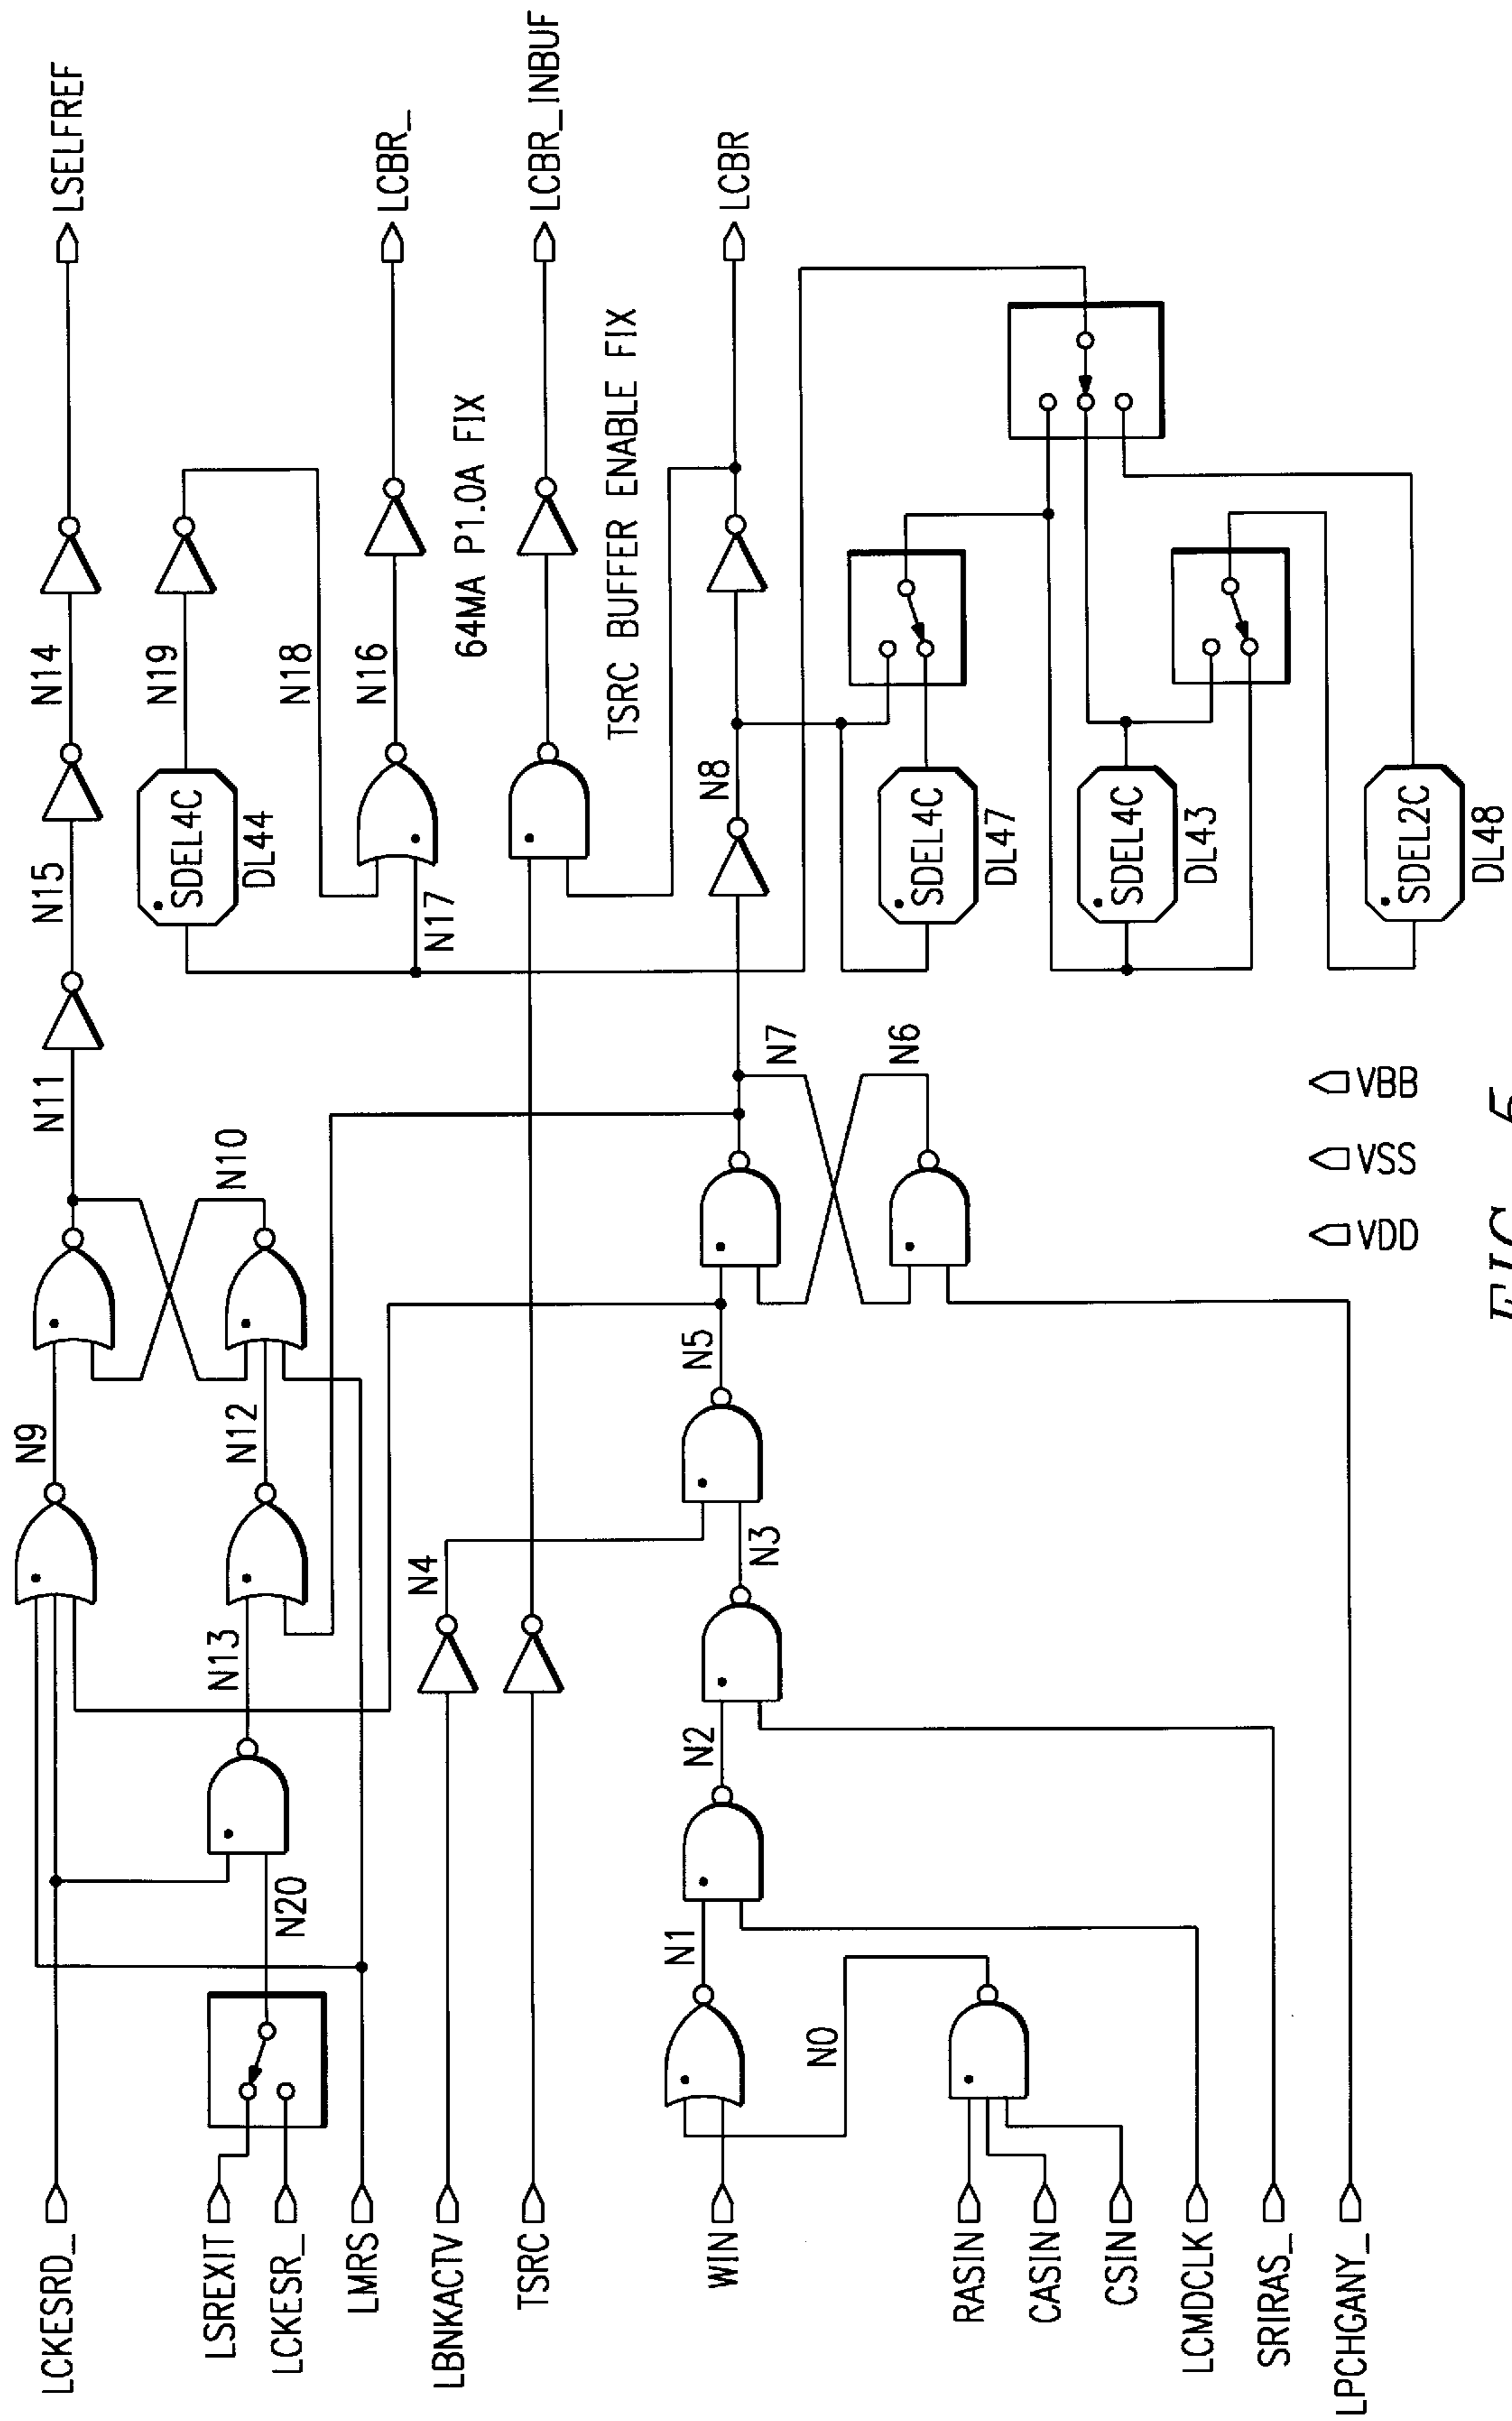 LCKESRD_
LSREXIT
LCKESR_
LMRS
LBNKACTV
TSRC
WIN
RASIN
CASIN
CSIN
LCMDCLK
SRIRAS_
LPCHGANY_
N20
N13
N9
N12
N10
N11
N15
N14
LSELFREF
SDEL4C
DL44
N19
N18
N17
N16
LCBR_
64MA P1.0A FIX
LCBR_INBUF
TSRC BUFFER ENABLE FIX
N4
N0
N1
N2
N3
N5
N7
N6
N8
LCBR
SDEL4C
DL47
SDEL4C
DL43
SDEL2C
DL48
VDD
VSS
VBB
FIG. 5